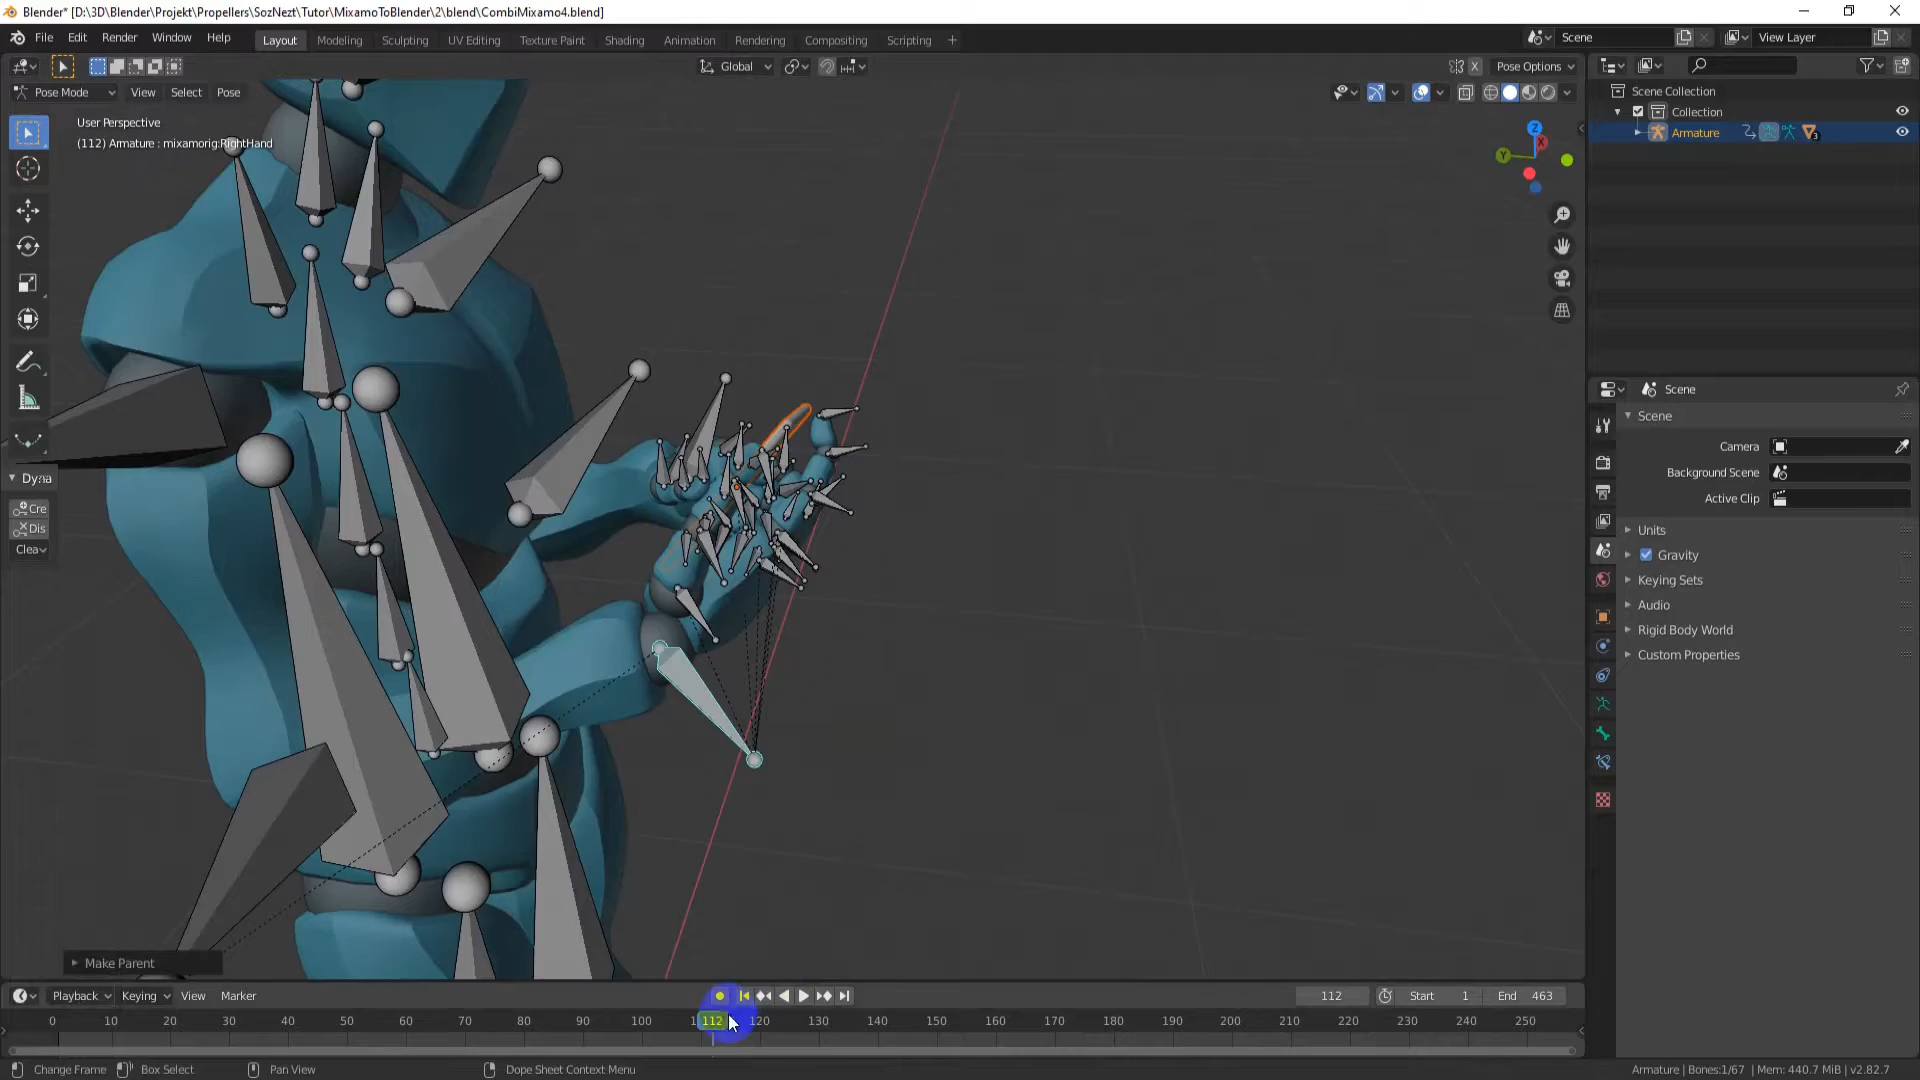 Blender* [D:\3D\Blender\Projekt\Propellers\SozNezt\Tutor\MixamoToBlender\2\blend\CombiMixamo4.blend]
File Edit Render Window Help Layout Modeling Sculpting UV Editing Texture Paint Shading Animation Rendering Compositing Scripting + Scene View Layer
Global X Pose Options
Pose Mode View Select Pose
User Perspective
(112) Armature : mixamorig:RightHand
Z
X
Y
Dyna
Cre
Dis
Clea
Make Parent
Scene Collection
Collection
Armature 3
Scene
Scene
Camera
Background Scene
Active Clip
Units
Gravity
Keying Sets
Audio
Rigid Body World
Custom Properties
Playback Keying View Marker 112 Start 1 End 463
0 10 20 30 40 50 60 70 80 90 100 112 120 130 140 150 160 170 180 190 200 210 220 230 240 250
Change Frame Box Select Pan View Dope Sheet Context Menu Armature | Bones:1/67 | Mem: 440.7 MiB | v2.82.7